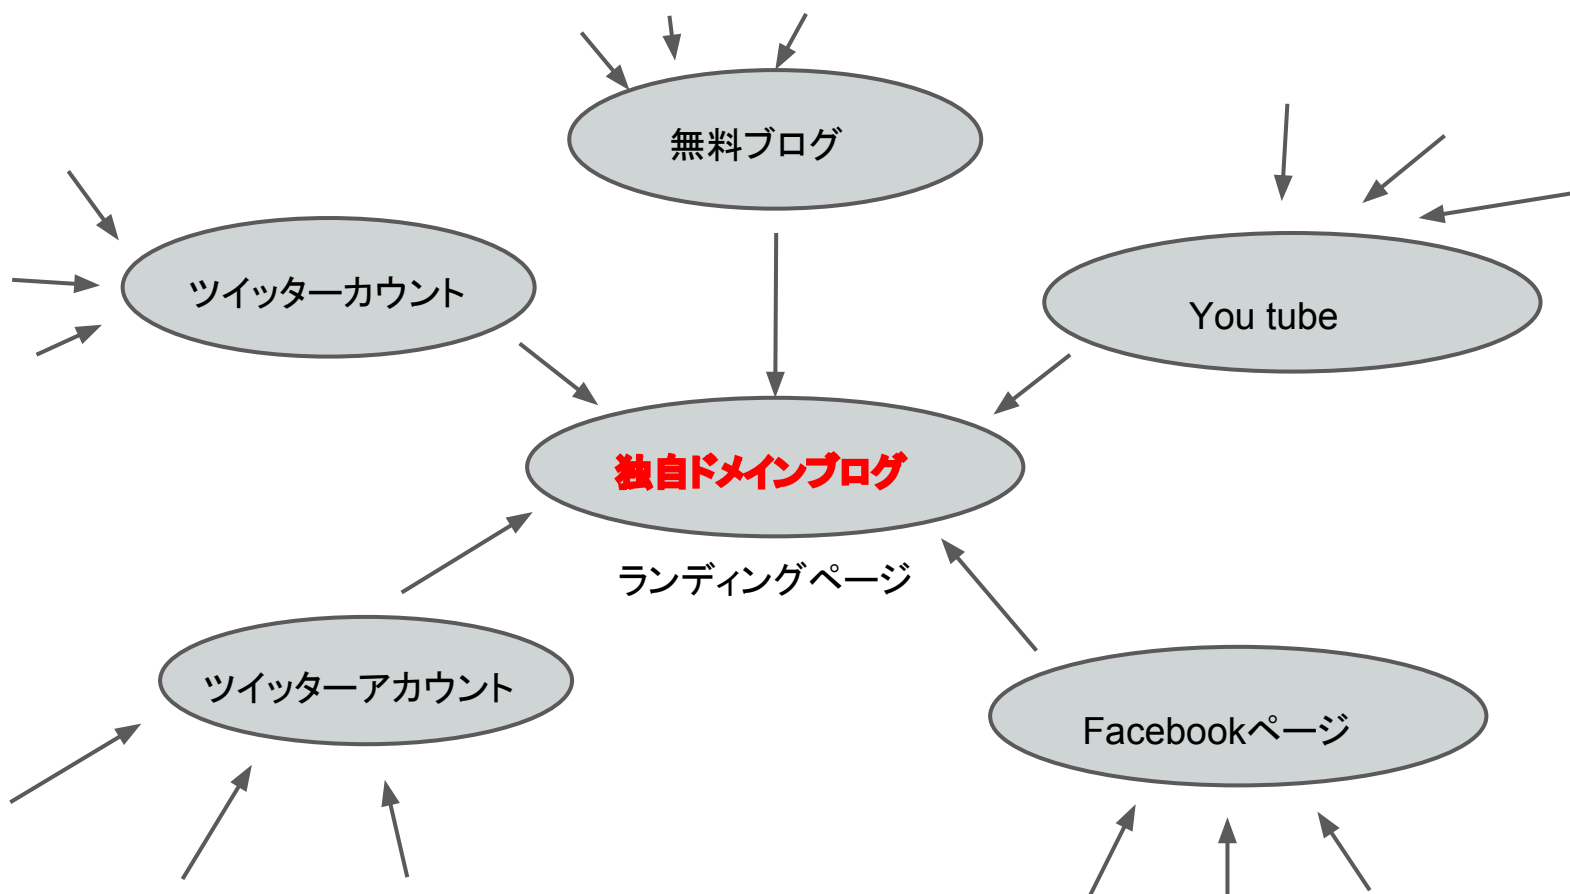 無料ブログ
ツイッターカウント
You tube
独自ドメインブログ
ランディングページ
ツイッターアカウント
Facebookページ